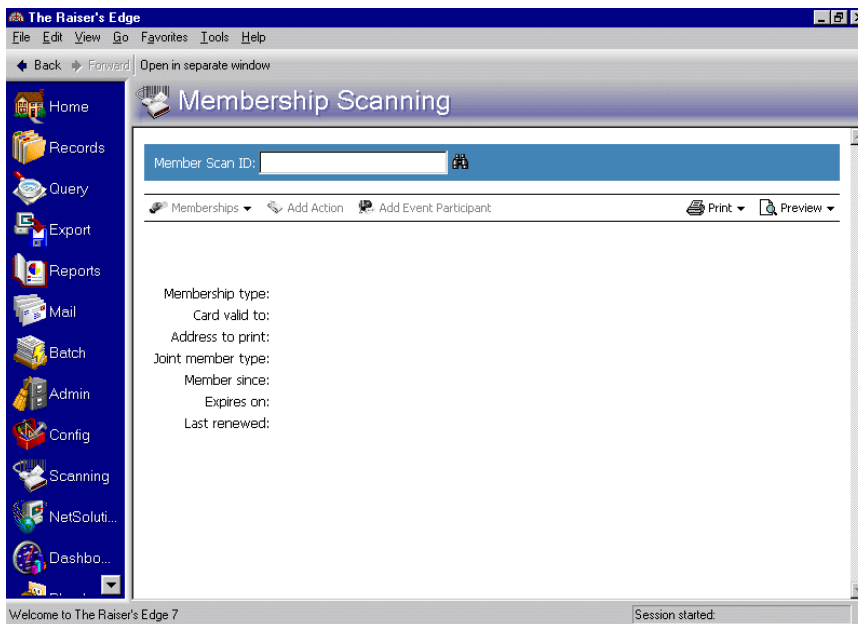 The Raiser's Edge
File Edit View Go Favorites Tools Help
Back Forward Open in separate window
Membership Scanning
Home
Records
Query
Export
Reports
Mail
Batch
Admin
Config
Scanning
NetSoluti...
Dashbo...
Member Scan ID:
Memberships Add Action Add Event Participant Print Preview
Membership type:
Card valid to:
Address to print:
Joint member type:
Member since:
Expires on:
Last renewed:
Welcome to The Raiser's Edge 7 Session started: